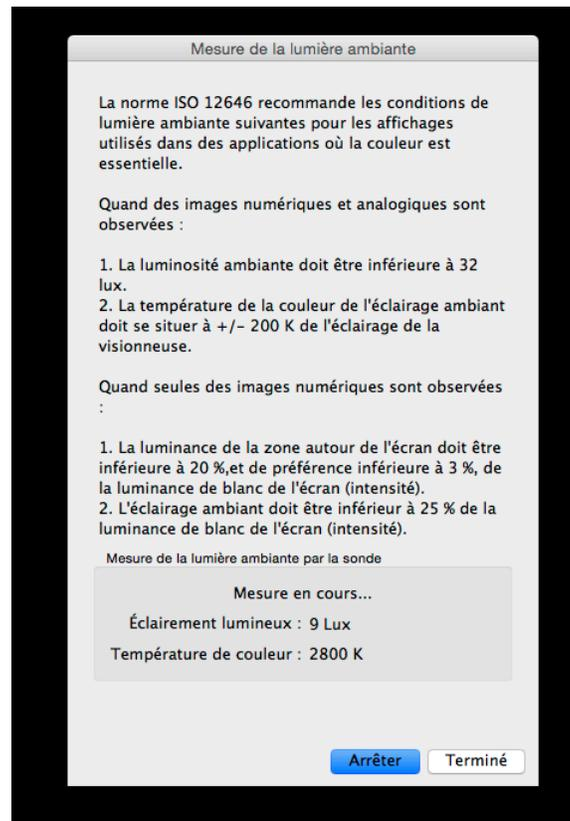 Mesure de la lumière ambiante
La norme ISO 12646 recommande les conditions de
lumière ambiante suivantes pour les affichages
utilisés dans des applications où la couleur est
essentielle.
Quand des images numériques et analogiques sont
observées :
1. La luminosité ambiante doit être inférieure à 32
lux.
2. La température de la couleur de l'éclairage ambiant
doit se situer à +/- 200 K de l'éclairage de la
visionneuse.
Quand seules des images numériques sont observées
:
1. La luminance de la zone autour de l'écran doit être
inférieure à 20 %,et de préférence inférieure à 3 %, de
la luminance de blanc de l'écran (intensité).
2. L'éclairage ambiant doit être inférieur à 25 % de la
luminance de blanc de l'écran (intensité).
Mesure de la lumière ambiante par la sonde
Mesure en cours...
Éclairement lumineux : 9 Lux
Température de couleur : 2800 K
Arrêter Terminé